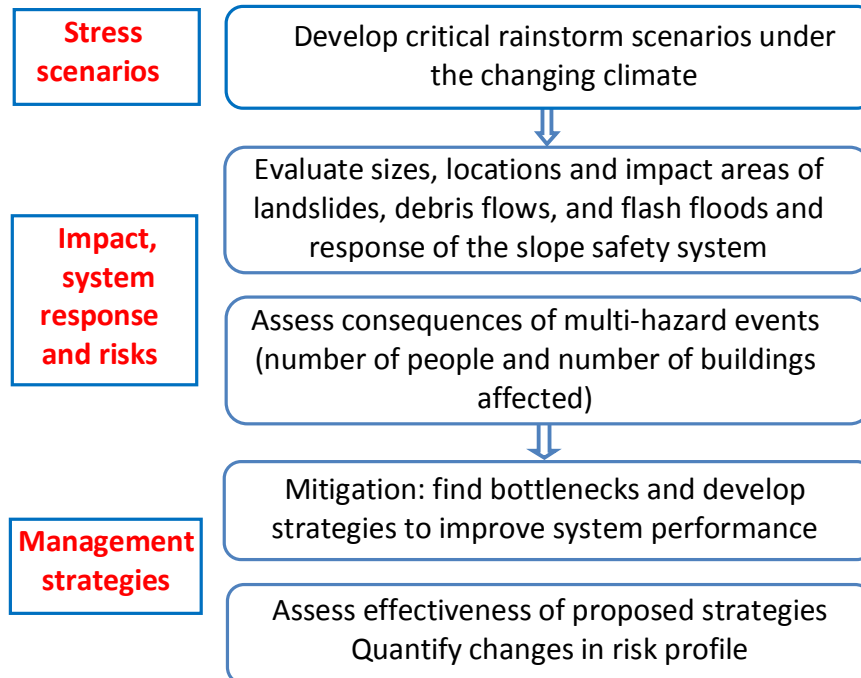 Stress
scenarios
Develop critical rainstorm scenarios under
the changing climate
Impact,
system
response
and risks
Evaluate sizes, locations and impact areas of
landslides, debris flows, and flash floods and
response of the slope safety system
Assess consequences of multi-hazard events
(number of people and number of buildings
affected)
Management
strategies
Mitigation: find bottlenecks and develop
strategies to improve system performance
Assess effectiveness of proposed strategies
Quantify changes in risk profile